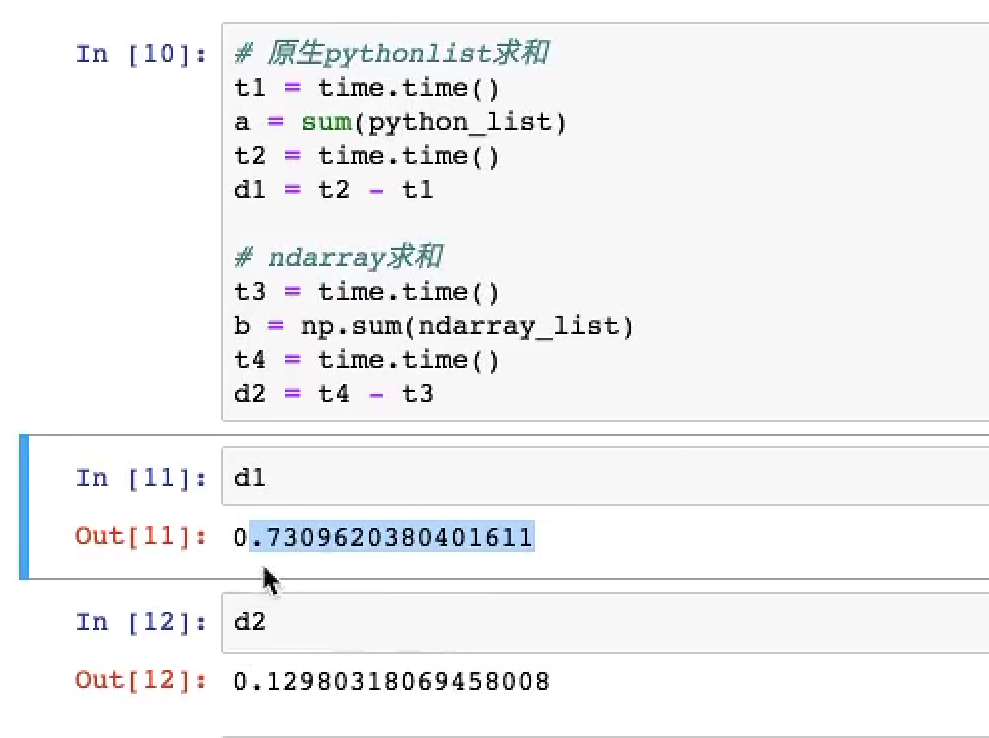 In [10]:
# 原生pythonlist求和
t1 = time.time()
a = sum(python_list)
t2 = time.time()
d1 = t2 - t1
# ndarray求和
t3 = time.time()
b = np.sum(ndarray_list)
t4 = time.time()
d2 = t4 - t3
In [11]: d1
Out[11]: 0.7309620380401611
In [12]: d2
Out[12]: 0.12980318069458008